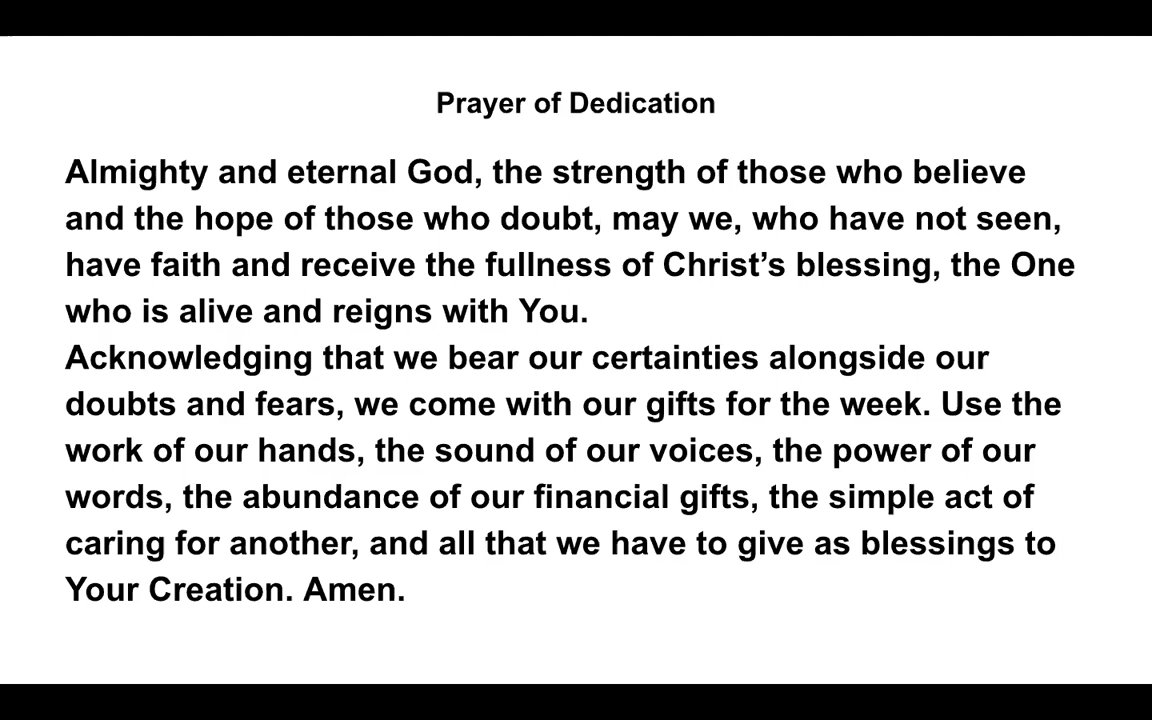 Prayer of Dedication
Almighty and eternal God, the strength of those who believe
and the hope of those who doubt, may we, who have not seen,
have faith and receive the fullness of Christ’s blessing, the One
who is alive and reigns with You.
Acknowledging that we bear our certainties alongside our
doubts and fears, we come with our gifts for the week. Use the
work of our hands, the sound of our voices, the power of our
words, the abundance of our financial gifts, the simple act of
caring for another, and all that we have to give as blessings to
Your Creation. Amen.